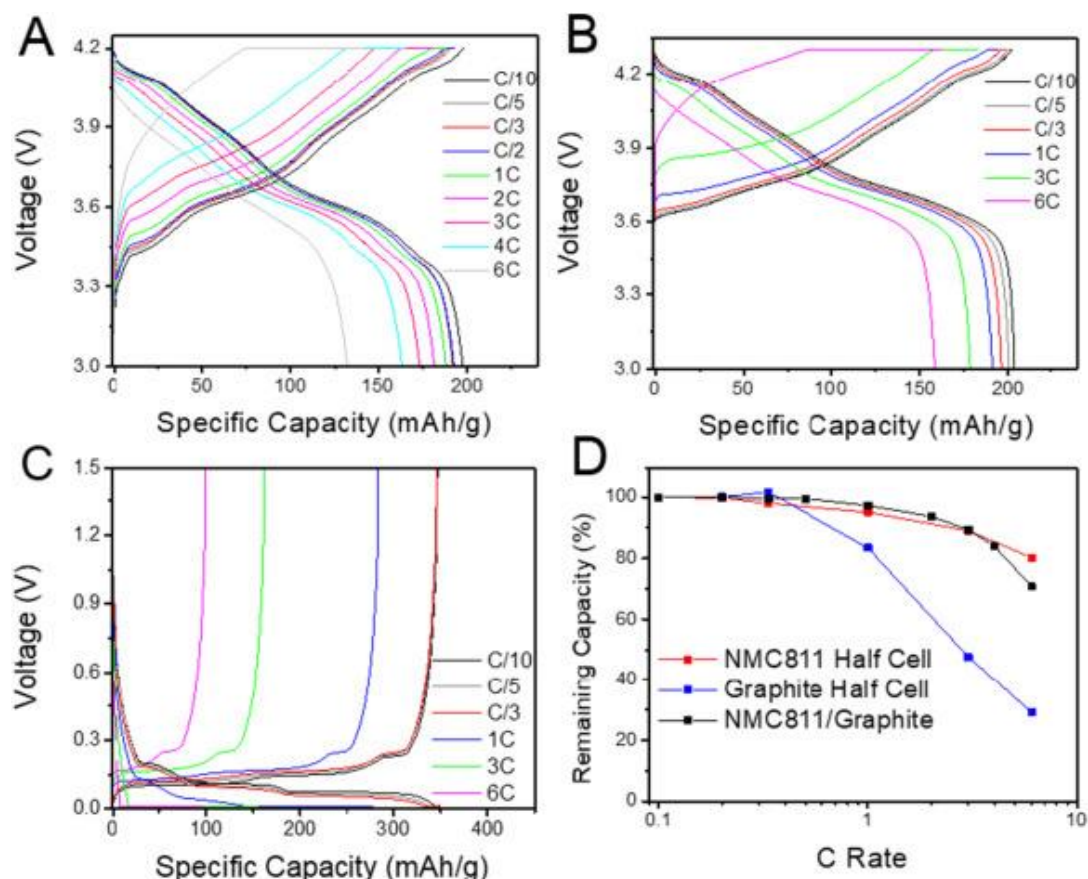 A
Voltage (V)
4.2
3.9
3.6
3.3
3.0
0
50
100
150
200
Specific Capacity (mAh/g)
C/10
C/5
C/3
C/2
1C
2C
3C
4C
6C
B
Voltage (V)
4.2
3.9
3.6
3.3
3.0
0
50
100
150
200
Specific Capacity (mAh/g)
C/10
C/5
C/3
1C
3C
6C
C
Voltage (V)
1.5
1.2
0.9
0.6
0.3
0.0
0
100
200
300
400
Specific Capacity (mAh/g)
C/10
C/5
C/3
1C
3C
6C
D
Remaining Capacity (%)
100
80
60
40
20
0
0.1
1
10
C Rate
NMC811 Half Cell
Graphite Half Cell
NMC811/Graphite